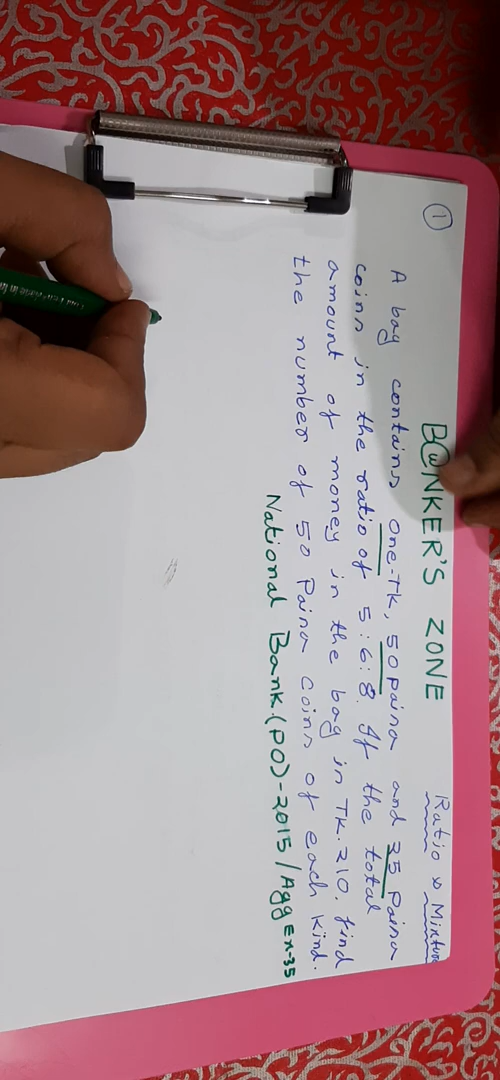 B@NKER'S ZONE
Ratio & Mixture
1
A bag contains one-TK, 50 paisa and 25 Paisa
coins in the ratio of 5:6:8. If the total
amount of money in the bag is TK.210. find
the number of 50 Paisa coins of each kind.
National Bank.(PO)-2015/Agg Ex-35